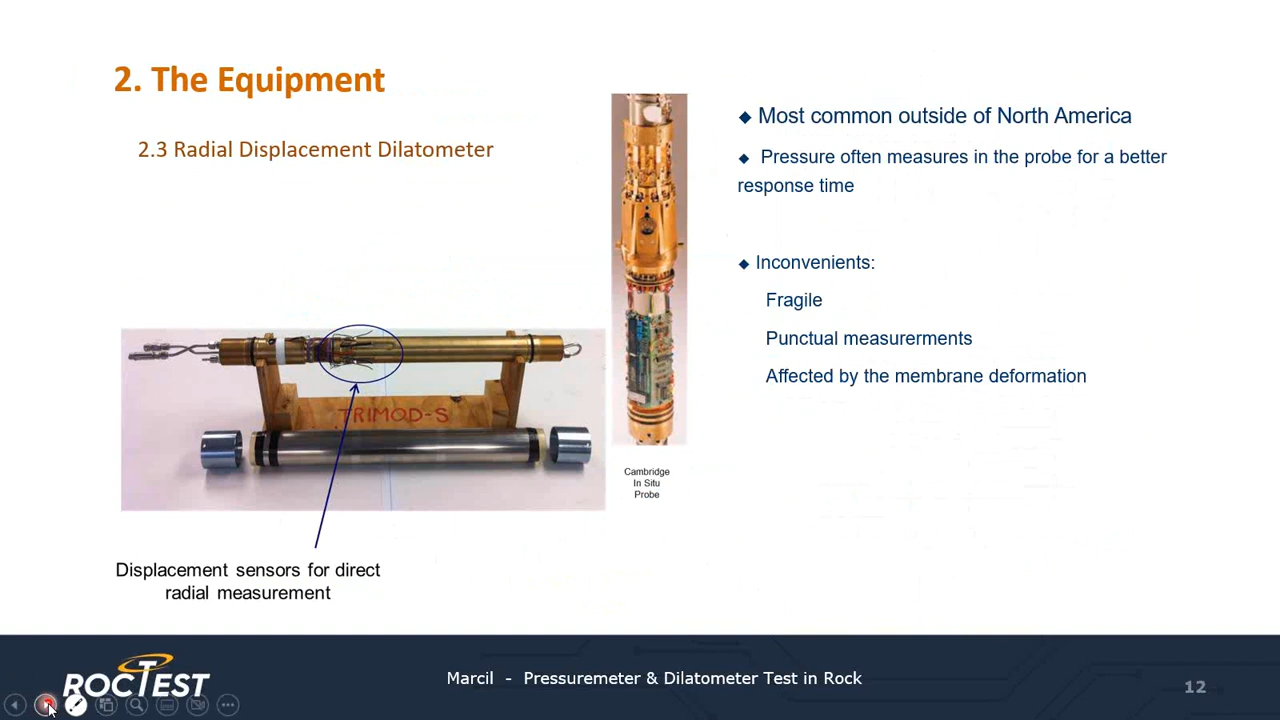 2. The Equipment
2.3 Radial Displacement Dilatometer
◆ Most common outside of North America
◆ Pressure often measures in the probe for a better
response time
◆ Inconvenients:
Fragile
Punctual measurerments
Affected by the membrane deformation
TRIMOD-S
Cambridge
In Situ
Probe
Displacement sensors for direct
radial measurement
ROCTEST
Marcil - Pressuremeter & Dilatometer Test in Rock
12